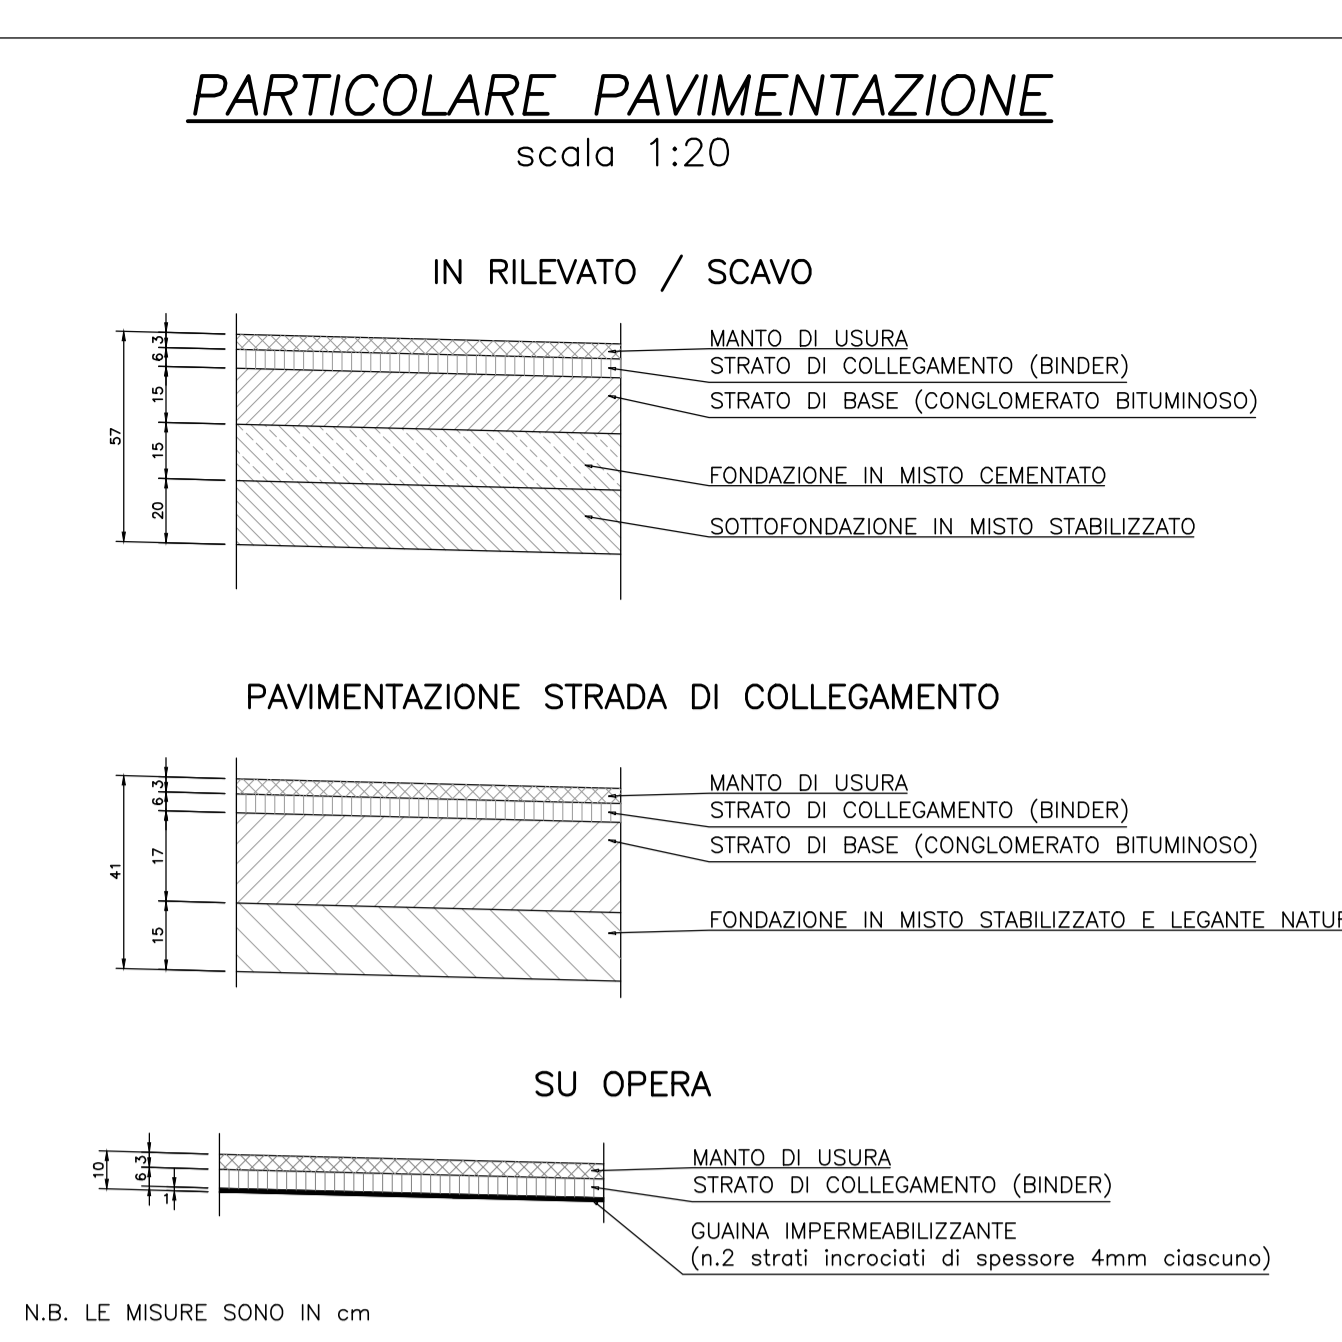 PARTICOLARE PAVIMENTAZIONE
scala 1:20
IN RILEVATO / SCAVO
3
6
15
15
20
57
MANTO DI USURA
STRATO DI COLLEGAMENTO (BINDER)
STRATO DI BASE (CONGLOMERATO BITUMINOSO)
FONDAZIONE IN MISTO CEMENTATO
SOTTOFONDAZIONE IN MISTO STABILIZZATO
PAVIMENTAZIONE STRADA DI COLLEGAMENTO
3
6
17
15
41
MANTO DI USURA
STRATO DI COLLEGAMENTO (BINDER)
STRATO DI BASE (CONGLOMERATO BITUMINOSO)
FONDAZIONE IN MISTO STABILIZZATO E LEGANTE
SU OPERA
10
3
6
1
MANTO DI USURA
STRATO DI COLLEGAMENTO (BINDER)
GUAINA IMPERMEABILIZZANTE
(n.2 strati incrociati di spessore 4mm ciascuno)
N.B. LE MISURE SONO IN cm